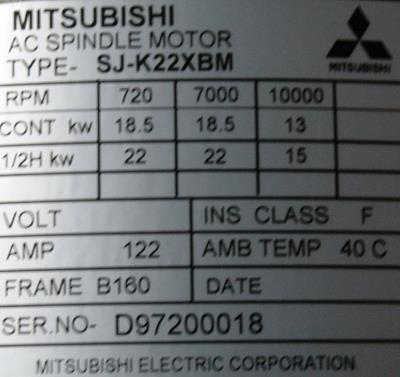 MITSUBISHI
AC SPINDLE MOTOR
TYPE- SJ-K22XBM
MITSUBISHI
RPM 720 7000 10000
CONT kw 18.5 18.5 13
1/2H kw 22 22 15
VOLT INS CLASS F
AMP 122 AMB TEMP 40 C
FRAME B160 DATE
SER.NO- D97200018
MITSUBISHI ELECTRIC CORPORATION